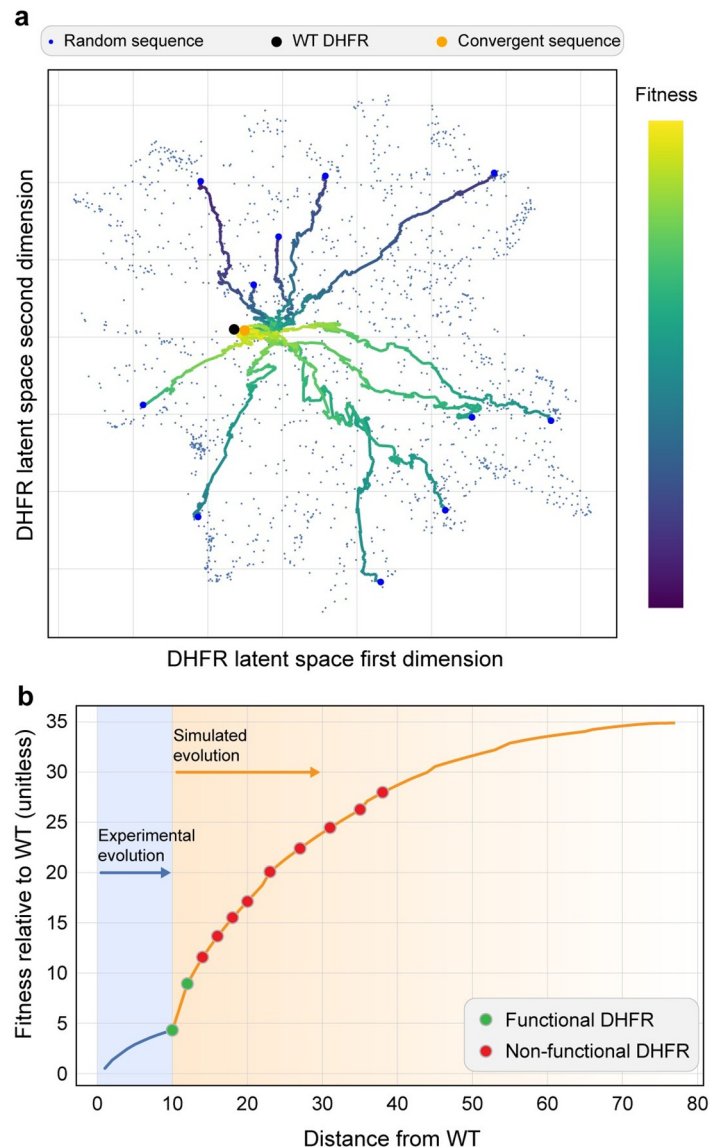 a
Random sequence
WT DHFR
Convergent sequence
Fitness
DHFR latent space second dimension
DHFR latent space first dimension
b
35
30
25
20
15
10
5
0
Fitness relative to WT (unitless)
Simulated
evolution
Experimental
evolution
Functional DHFR
Non-functional DHFR
0 10 20 30 40 50 60 70 80
Distance from WT